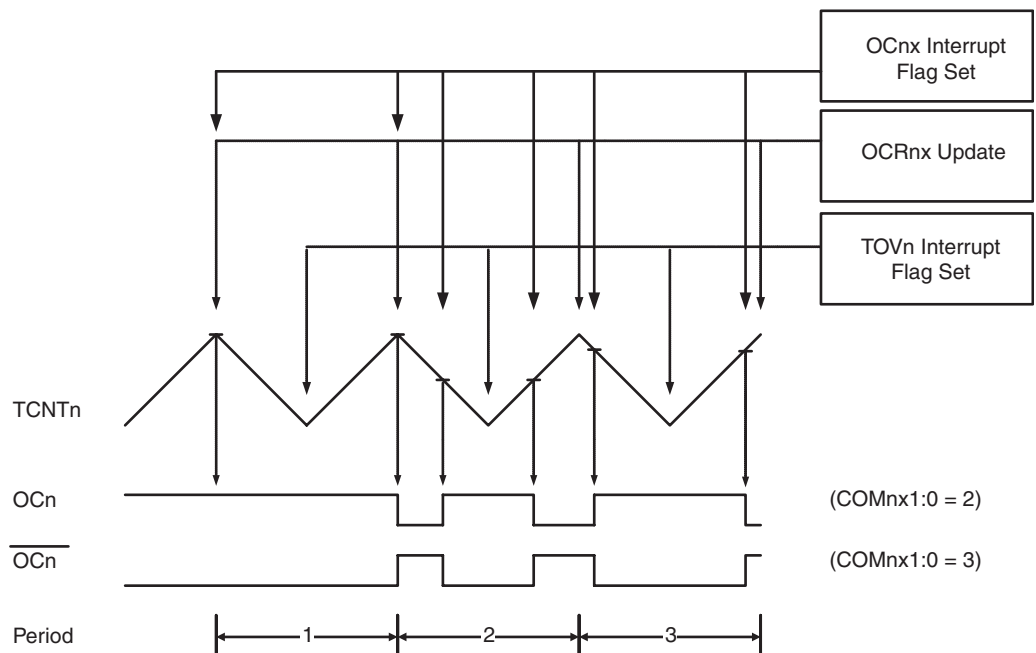 OCnx Interrupt
Flag Set
OCRnx Update
TOVn Interrupt
Flag Set
TCNTn
OCn
(COMnx1:0 = 2)
OCn
(COMnx1:0 = 3)
Period
1
2
3